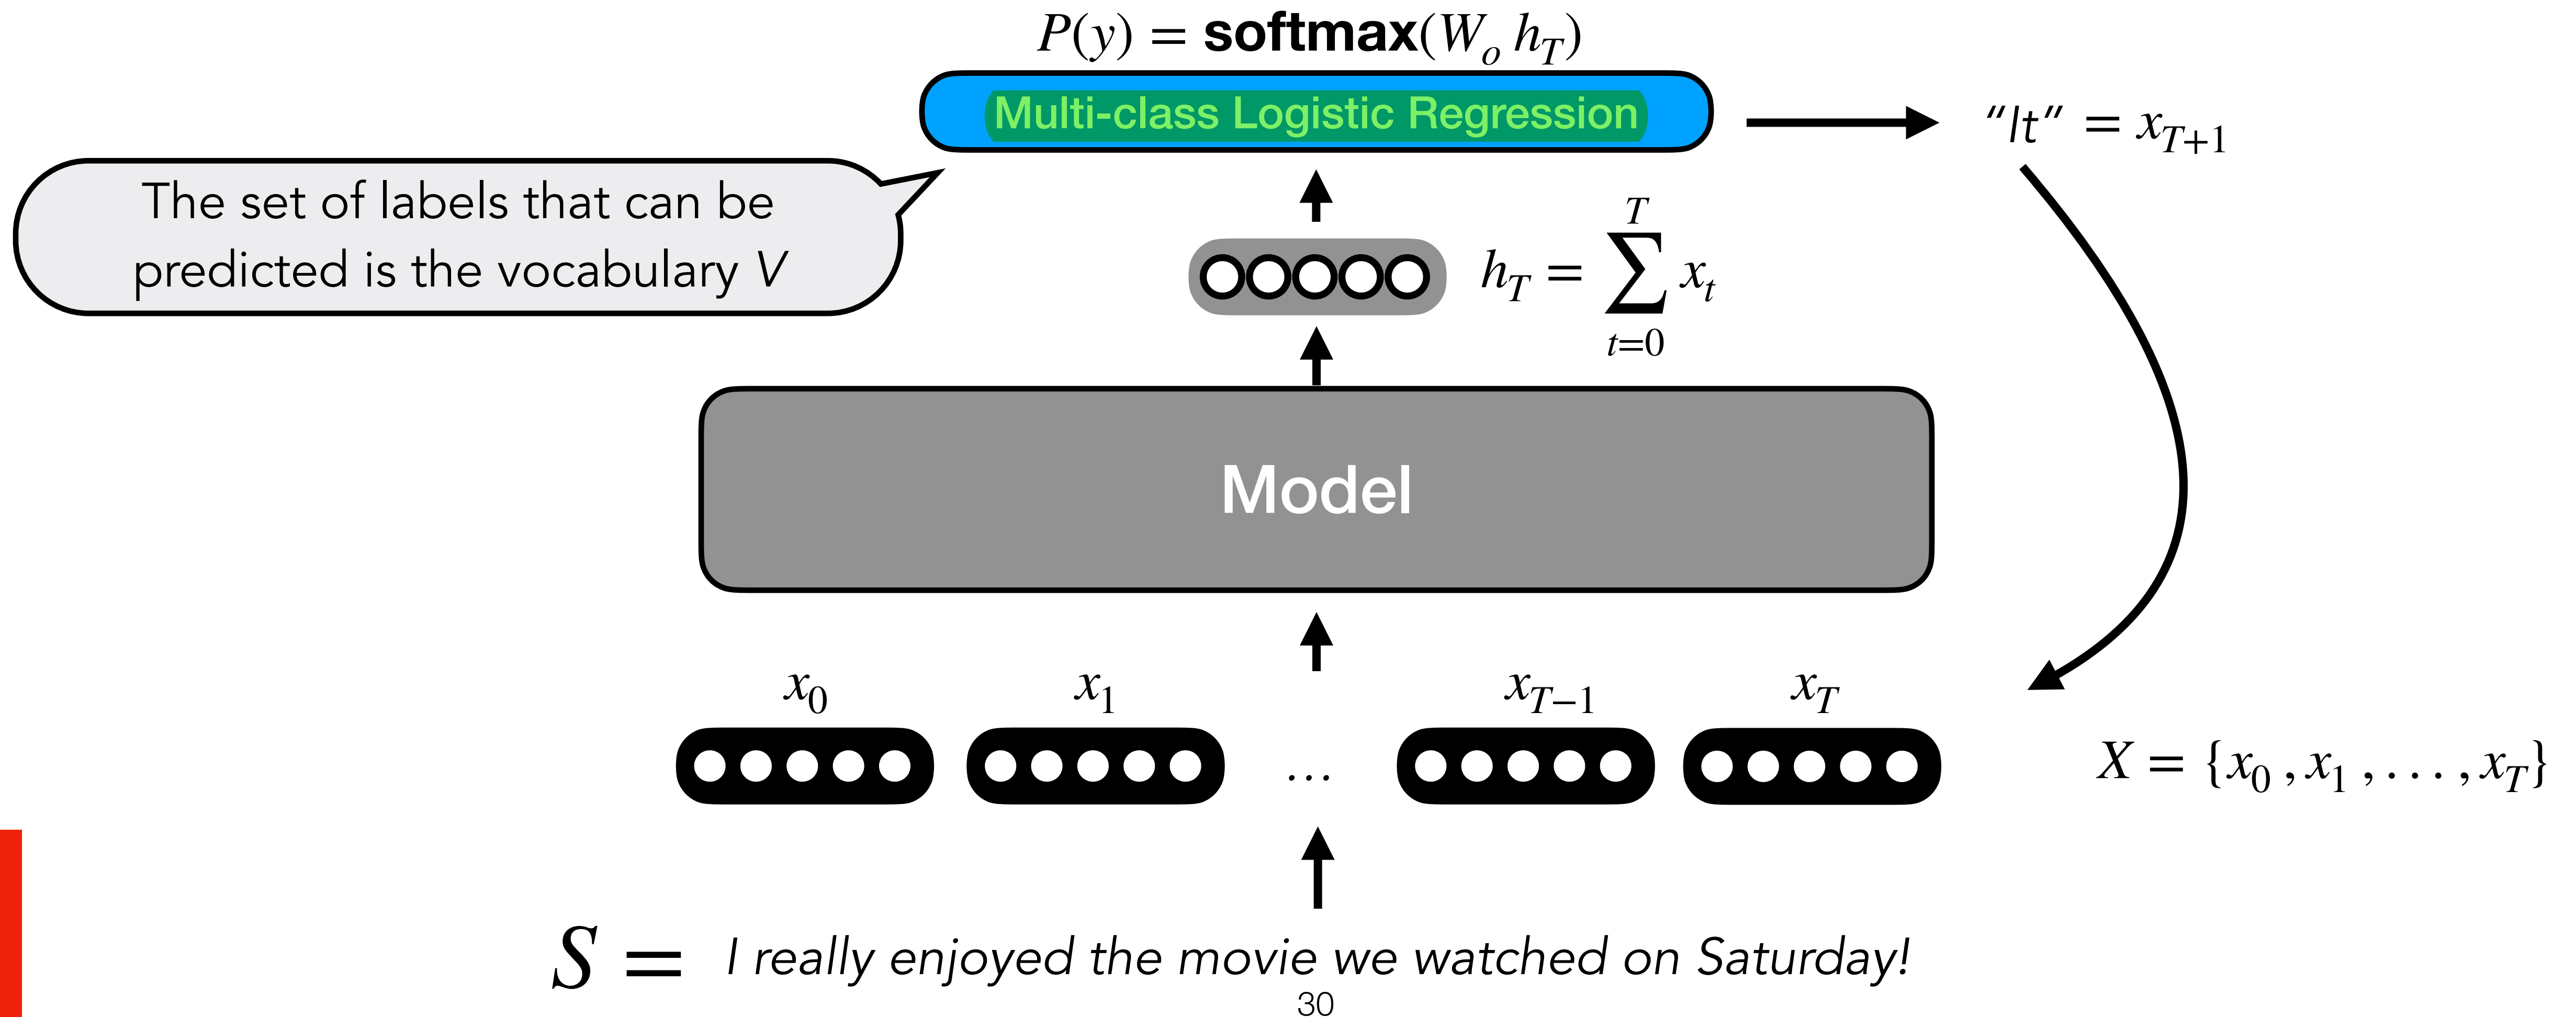 P(y) = softmax(W_o h_T)
Multi-class Logistic Regression
“It” = x_{T+1}
The set of labels that can be
predicted is the vocabulary V
h_T = ∑_{t=0}^{T} x_t
Model
x_0 x_1 x_{T−1} x_T
...
X = {x_0 , x_1 , . . . , x_T}
S = I really enjoyed the movie we watched on Saturday!
30